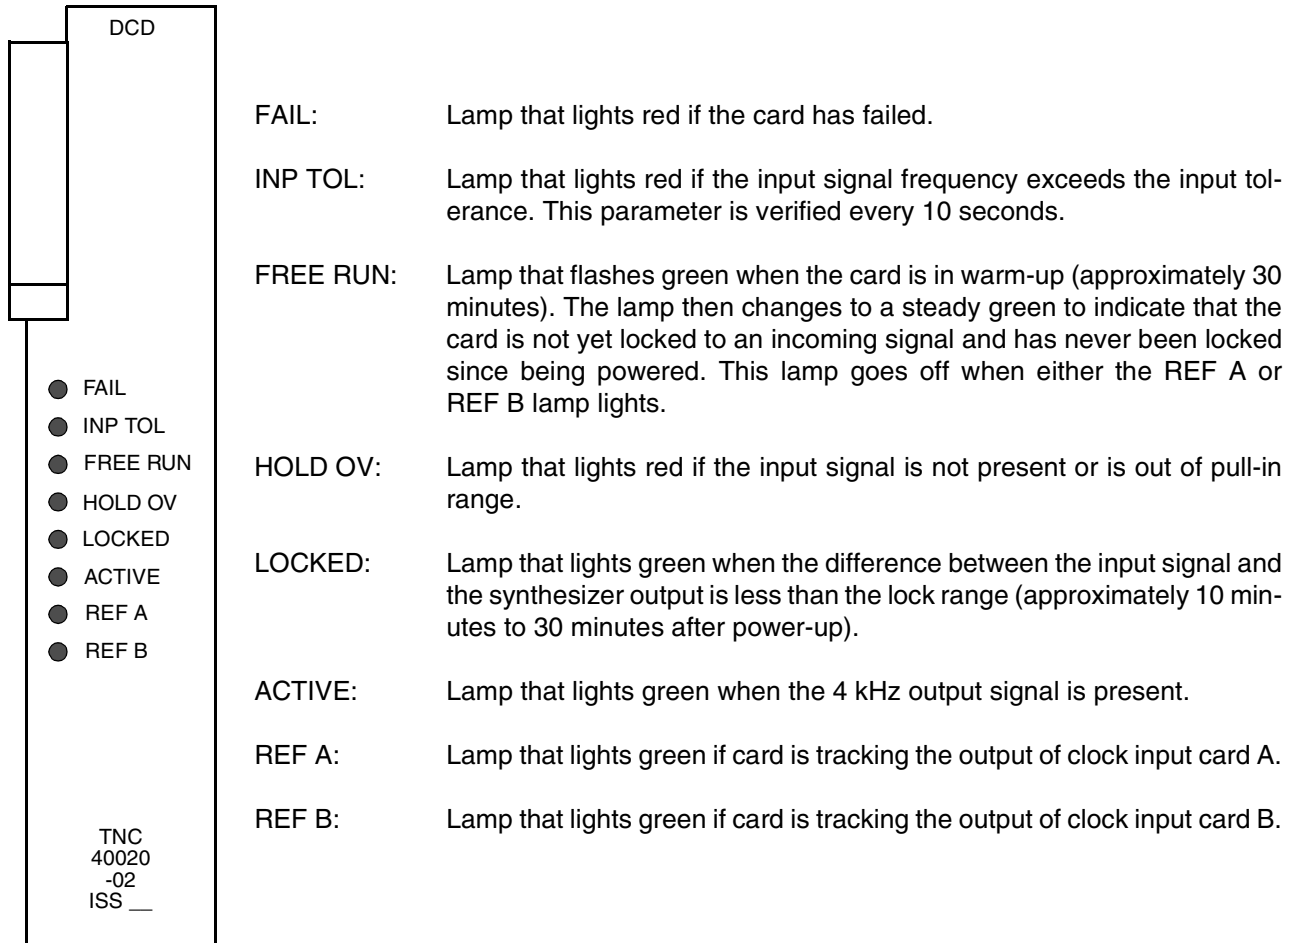 DCD
FAIL: Lamp that lights red if the card has failed.
INP TOL: Lamp that lights red if the input signal frequency exceeds the input tol-
erance. This parameter is verified every 10 seconds.
FREE RUN: Lamp that flashes green when the card is in warm-up (approximately 30
minutes). The lamp then changes to a steady green to indicate that the
card is not yet locked to an incoming signal and has never been locked
since being powered. This lamp goes off when either the REF A or
REF B lamp lights.
HOLD OV: Lamp that lights red if the input signal is not present or is out of pull-in
range.
LOCKED: Lamp that lights green when the difference between the input signal and
the synthesizer output is less than the lock range (approximately 10 min-
utes to 30 minutes after power-up).
ACTIVE: Lamp that lights green when the 4 kHz output signal is present.
REF A: Lamp that lights green if card is tracking the output of clock input card A.
REF B: Lamp that lights green if card is tracking the output of clock input card B.
FAIL
INP TOL
FREE RUN
HOLD OV
LOCKED
ACTIVE
REF A
REF B
TNC
40020
-02
ISS __